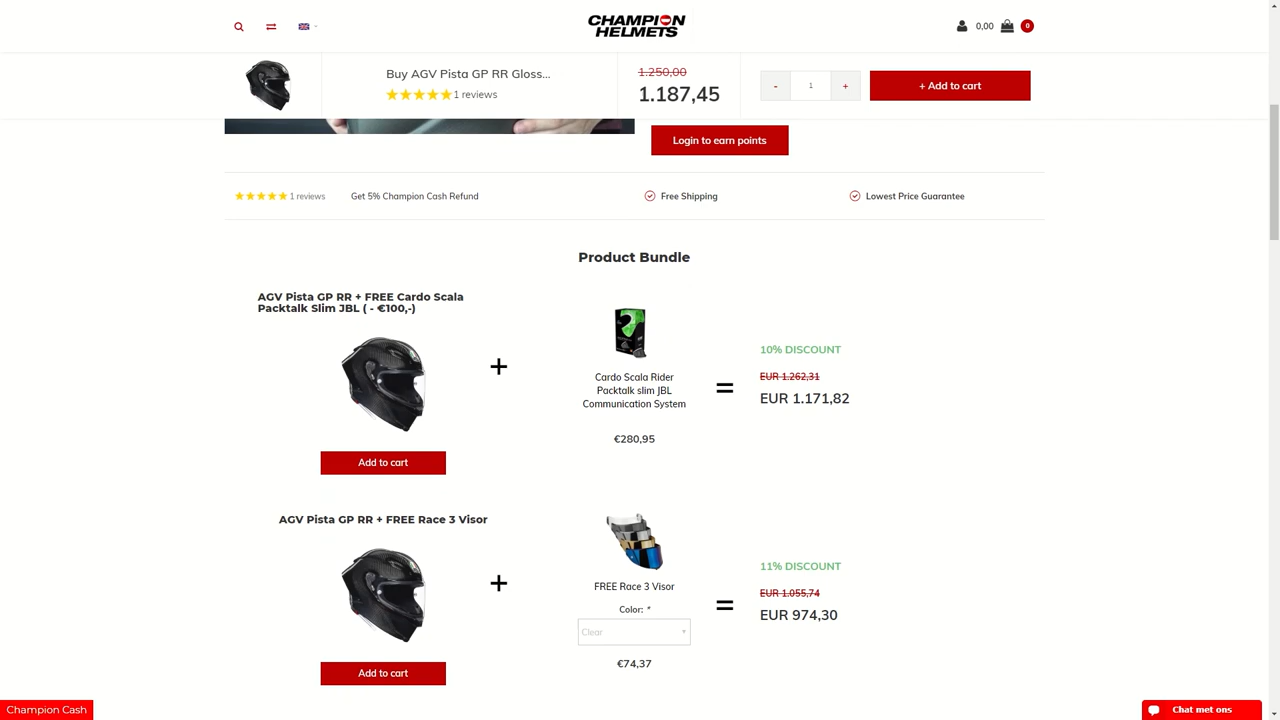 CHAMPION
HELMETS
0,00
0
Buy AGV Pista GP RR Gloss...
1 reviews
1.250,00
1.187,45
-
1
+
+ Add to cart
Login to earn points
1 reviews
Get 5% Champion Cash Refund
Free Shipping
Lowest Price Guarantee
Product Bundle
AGV Pista GP RR + FREE Cardo Scala
Packtalk Slim JBL ( - €100,-)
+
Cardo Scala Rider
Packtalk slim JBL
Communication System
€280,95
=
10% DISCOUNT
EUR 1.262,31
EUR 1.171,82
Add to cart
AGV Pista GP RR + FREE Race 3 Visor
+
FREE Race 3 Visor
Color: *
Clear
€74,37
=
11% DISCOUNT
EUR 1.055,74
EUR 974,30
Add to cart
Champion Cash
Chat met ons